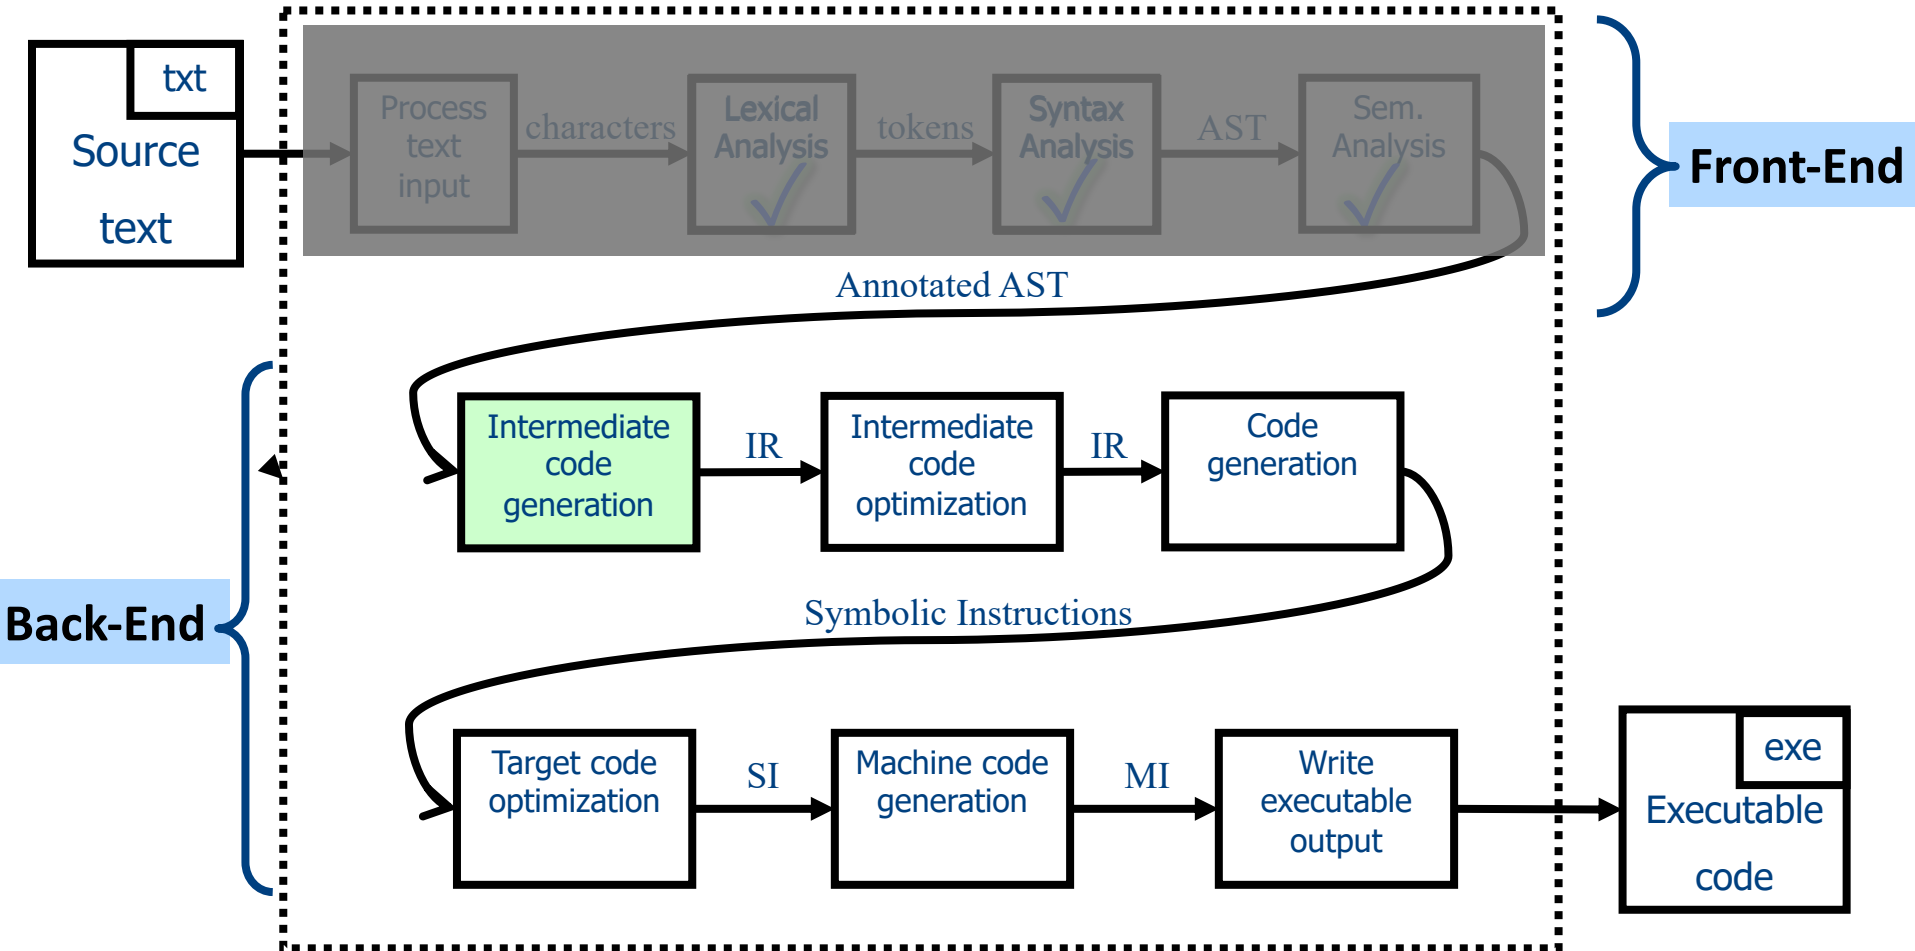 txt
Source
text
Process
text
input
characters
Lexical
Analysis
tokens
Syntax
Analysis
AST
Sem.
Analysis
Front-End
Annotated AST
Intermediate
code
generation
IR
Intermediate
code
optimization
IR
Code
generation
Back-End
Symbolic Instructions
Target code
optimization
SI
Machine code
generation
MI
Write
executable
output
exe
Executable
code